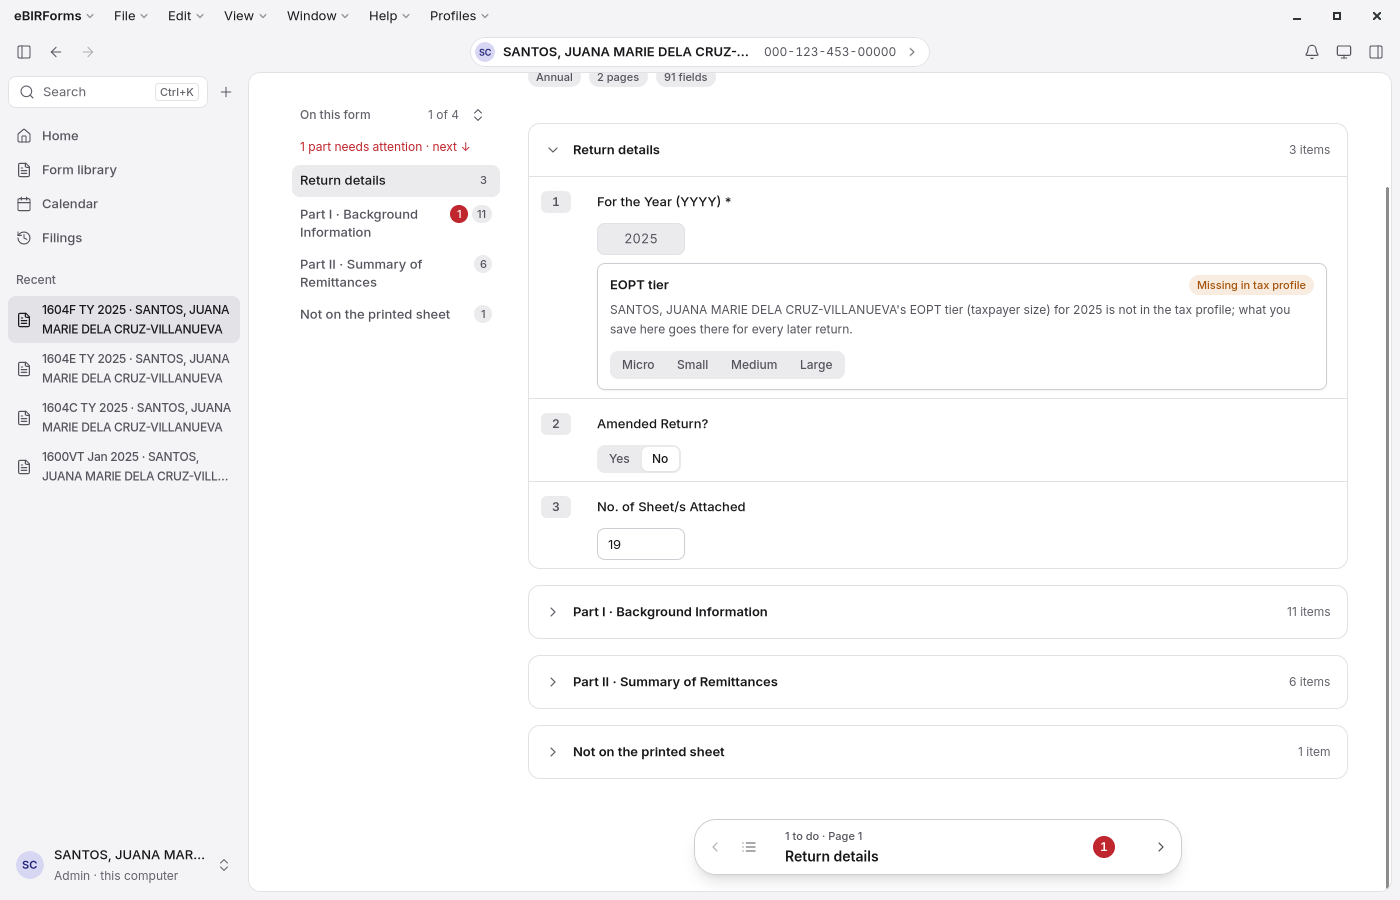 eBIRForms File Edit View Window Help Profiles
SC SANTOS, JUANA MARIE DELA CRUZ-... 000-123-453-00000
Search Ctrl+K
Home
Form library
Calendar
Filings
Recent
1604F TY 2025 · SANTOS, JUANA
MARIE DELA CRUZ-VILLANUEVA
1604E TY 2025 · SANTOS, JUANA
MARIE DELA CRUZ-VILLANUEVA
1604C TY 2025 · SANTOS, JUANA
MARIE DELA CRUZ-VILLANUEVA
1600VT Jan 2025 · SANTOS,
JUANA MARIE DELA CRUZ-VILL...
SC SANTOS, JUANA MAR...
Admin · this computer
On this form 1 of 4
1 part needs attention · next ↓
Return details 3
Part I · Background
Information 1 11
Part II · Summary of
Remittances 6
Not on the printed sheet 1
Annual 2 pages 91 fields
Return details 3 items
1 For the Year (YYYY) *
2025
EOPT tier Missing in tax profile
SANTOS, JUANA MARIE DELA CRUZ-VILLANUEVA's EOPT tier (taxpayer size) for 2025 is not in the tax profile; what you
save here goes there for every later return.
Micro Small Medium Large
2 Amended Return?
Yes No
3 No. of Sheet/s Attached
19
Part I · Background Information 11 items
Part II · Summary of Remittances 6 items
Not on the printed sheet 1 item
1 to do · Page 1
Return details 1